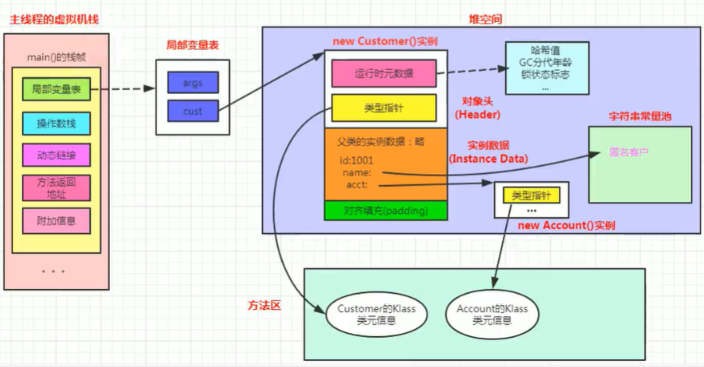 主线程的虚拟机栈
main()的栈帧
局部变量表
操作数栈
动态链接
方法返回
地址
附加信息
...
局部变量表
args
cust
堆空间
new Customer()实例
运行时元数据
类型指针
父类的实例数据：略
id:1001
name:
acct:
对齐填充(padding)
哈希值
GC分代年龄
锁状态标志
...
对象头
(Header)
实例数据
(Instance Data)
字符串常量池
匿名客户
类型指针
...
new Account()实例
方法区
Customer的Klass
类元信息
Account的Klass
类元信息